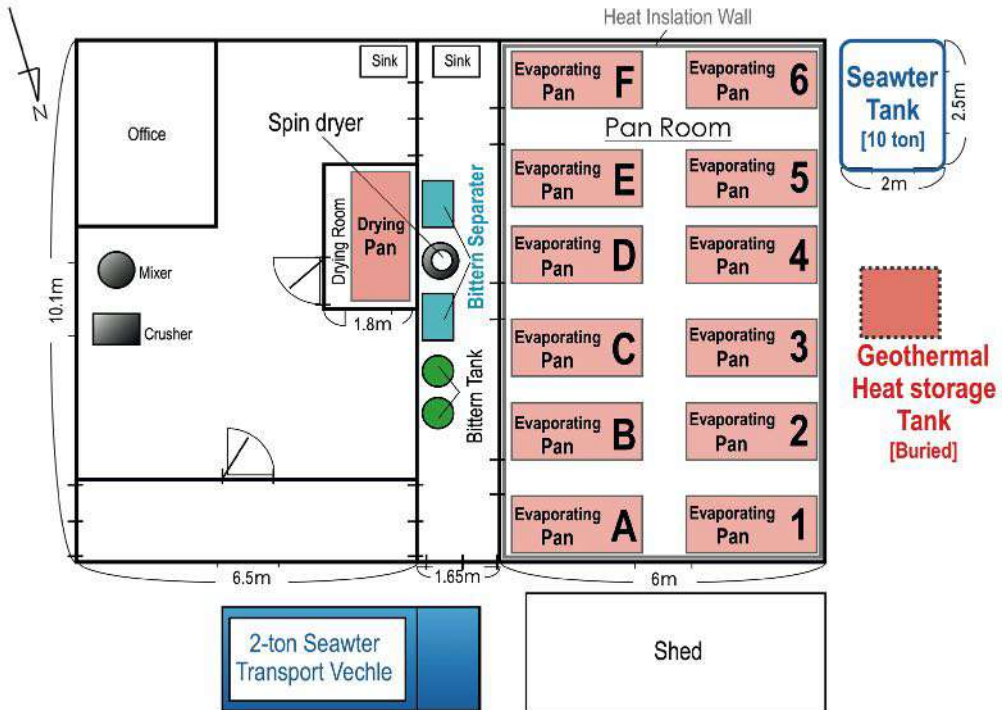 Heat Inslation Wall
N
Office
Sink
Sink
Spin dryer
Drying Room
Drying
Pan
Mixer
Crusher
Bittern Separater
Bittern Tank
Pan Room
Evaporating
Pan
F
Evaporating
Pan
6
Evaporating
Pan
E
Evaporating
Pan
5
Evaporating
Pan
D
Evaporating
Pan
4
Evaporating
Pan
C
Evaporating
Pan
3
Evaporating
Pan
B
Evaporating
Pan
2
Evaporating
Pan
A
Evaporating
Pan
1
Seawter
Tank
[10 ton]
2.5m
2m
Geothermal
Heat storage
Tank
[Buried]
10.1m
1.8m
6.5m
1.65m
6m
2-ton Seawter
Transport Vechle
Shed